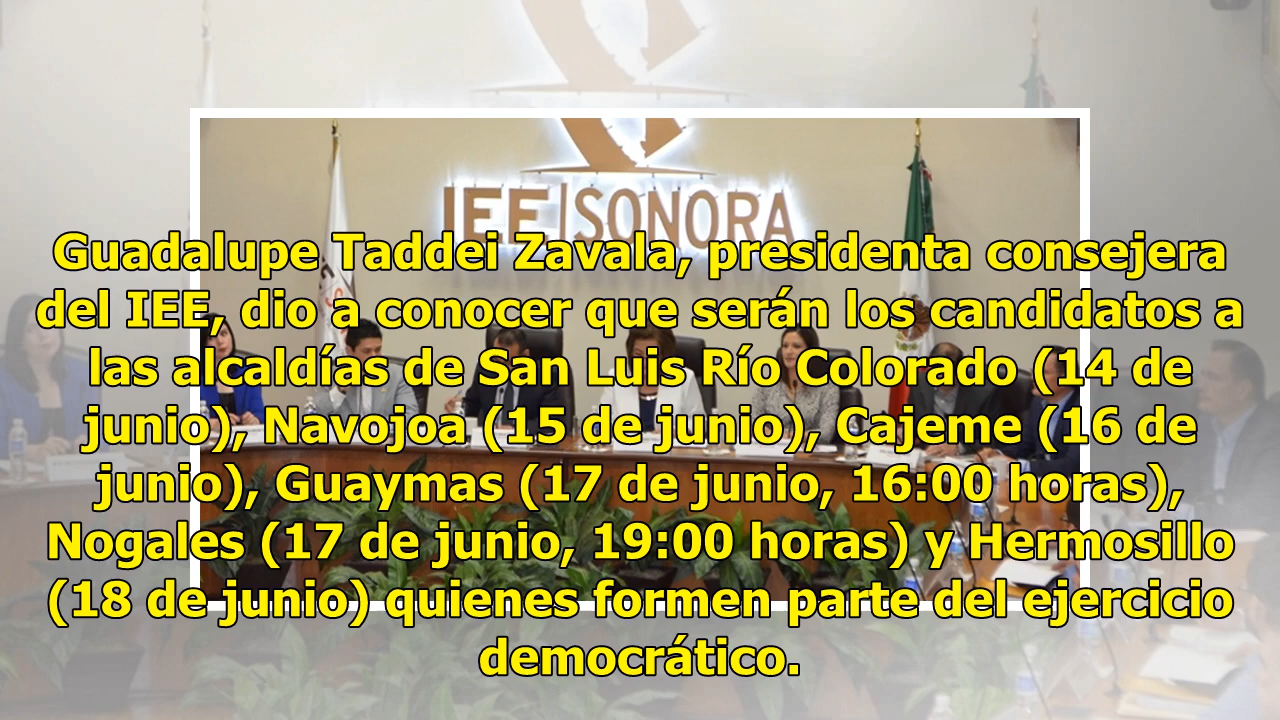 IEE|SONORA
Guadalupe Taddei Zavala, presidenta consejera
del IEE, dio a conocer que serán los candidatos a
las alcaldías de San Luis Río Colorado (14 de
junio), Navojoa (15 de junio), Cajeme (16 de
junio), Guaymas (17 de junio, 16:00 horas),
Nogales (17 de junio, 19:00 horas) y Hermosillo
(18 de junio) quienes formen parte del ejercicio
democrático.